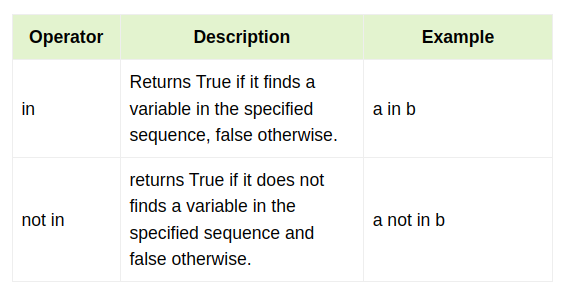 Operator Description Example
in
Returns True if it finds a
variable in the specified
sequence, false otherwise.
a in b
not in
returns True if it does not
finds a variable in the
specified sequence and
false otherwise.
a not in b